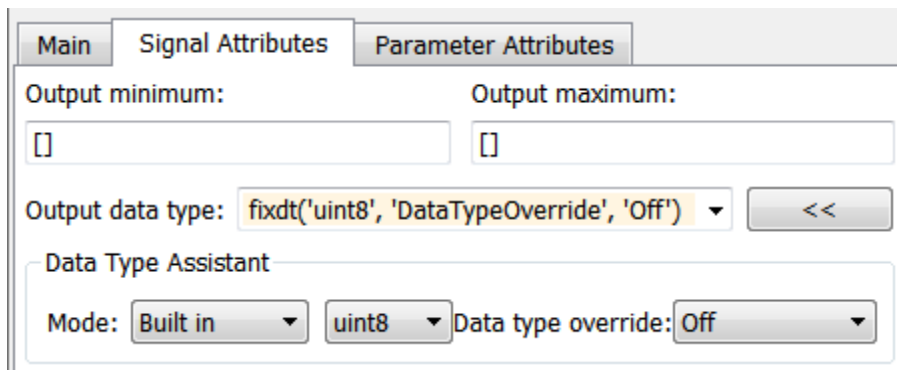 Main Signal Attributes Parameter Attributes
Output minimum: Output maximum:
[] []
Output data type: fixdt('uint8', 'DataTypeOverride', 'Off') <<
Data Type Assistant
Mode: Built in uint8 Data type override: Off